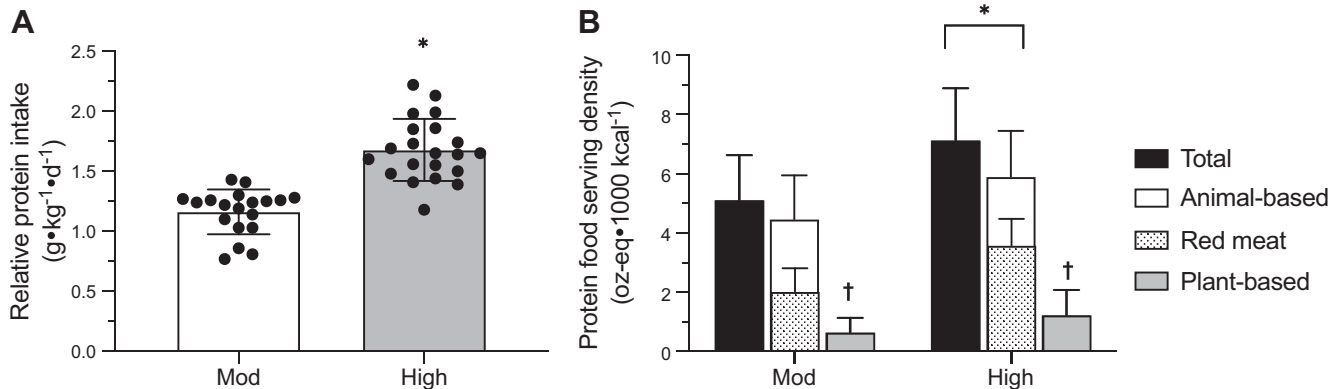 A
Relative protein intake
(g•kg⁻¹•d⁻¹)
2.5
2.0
1.5
1.0
0.5
0.0
*
Mod
High
B
Protein food serving density
(oz-eq•1000 kcal⁻¹)
10
8
6
4
2
0
*
†
†
Mod
High
Total
Animal-based
Red meat
Plant-based